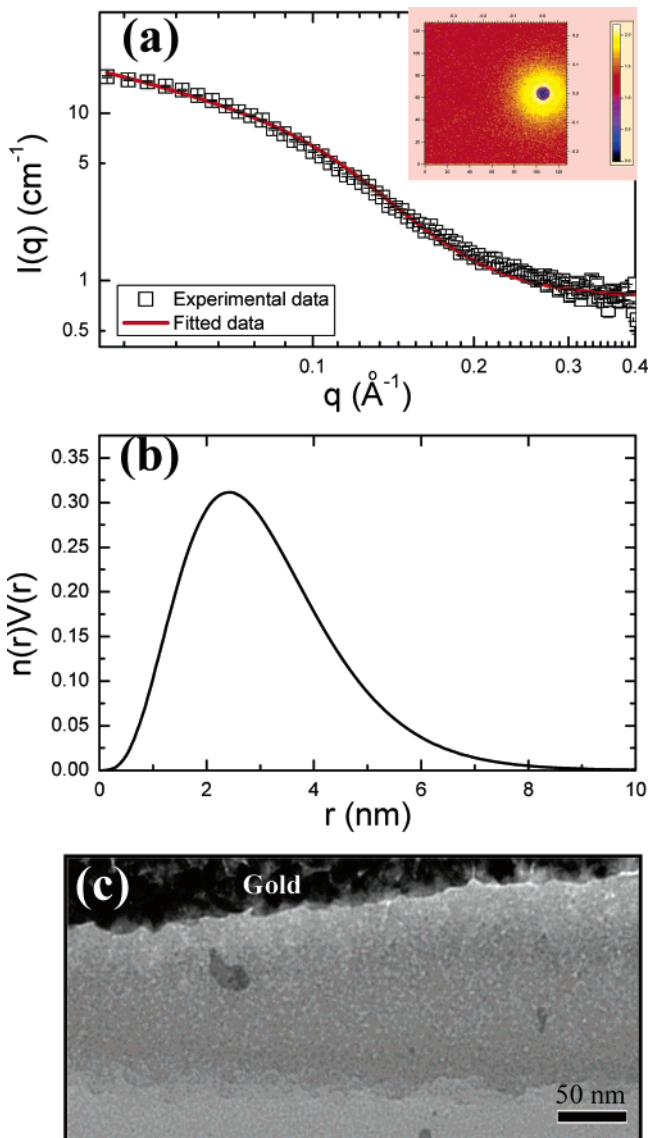 (a)
10
5
1
0.5
I(q) (cm⁻¹)
Experimental data
Fitted data
0.1 0.2 0.3 0.4
q (Å⁻¹)
(b)
0.35
0.30
0.25
0.20
0.15
0.10
0.05
0.00
n(r)V(r)
0 2 4 6 8 10
r (nm)
(c)
Gold
50 nm